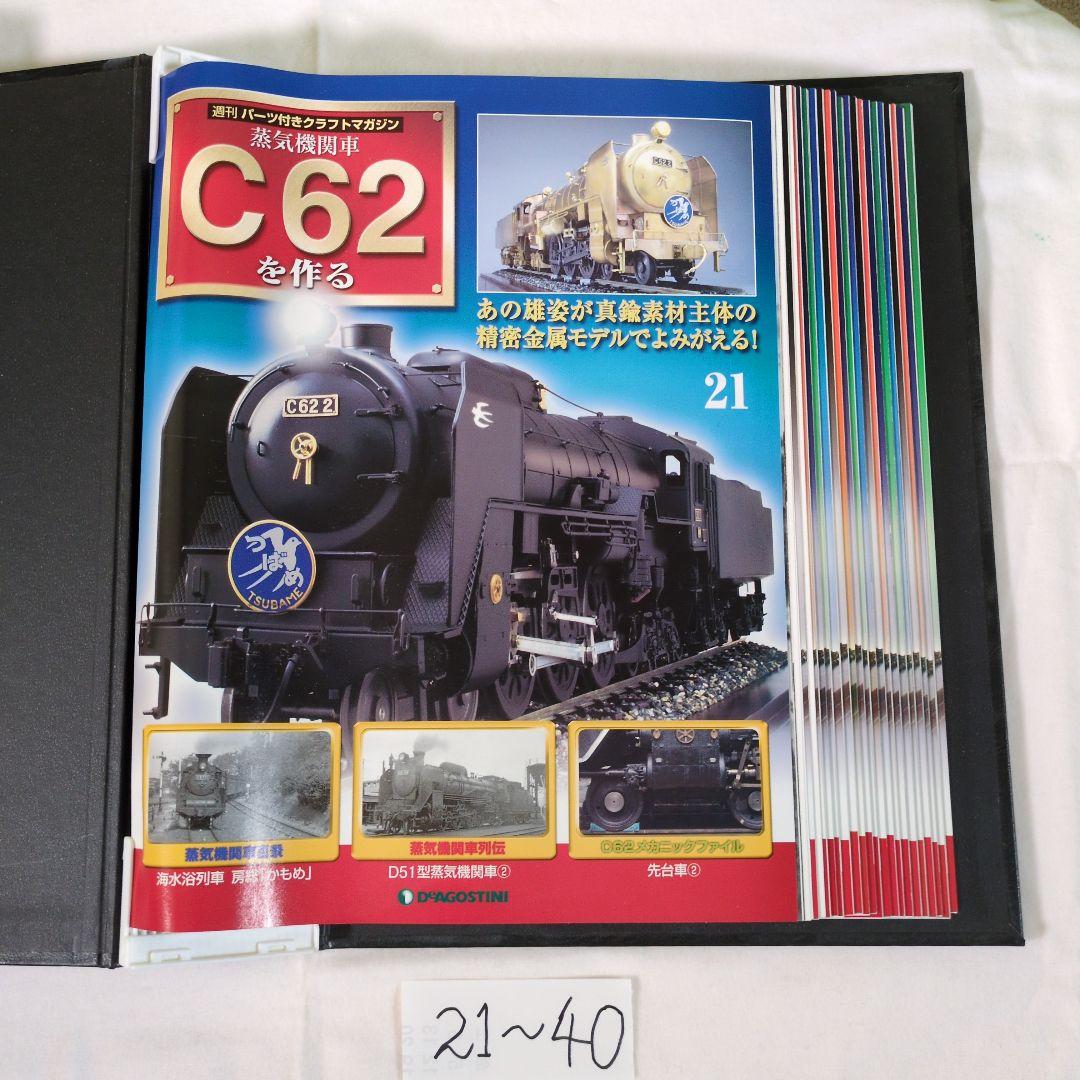 週刊 パーツ付きクラフトマガジン
蒸気機関車
C62
を作る
C62 2
つばめ
あの雄姿が真鍮素材主体の
精密金属モデルでよみがえる!
21
C62 2
つばめ
TSUBAME
蒸気機関車
海水浴列車 房総「かもめ」
蒸気機関車列伝
D51型蒸気機関車②
C62メカニックファイル
先台車②
DeAGOSTINI
21~40